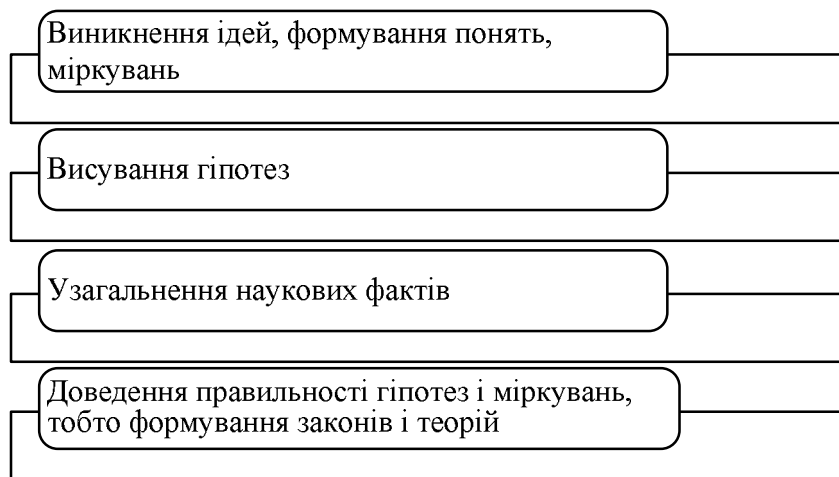 Виникнення ідей, формування понять,
міркувань
Висування гіпотез
Узагальнення наукових фактів
Доведення правильності гіпотез і міркувань,
тобто формування законів і теорій